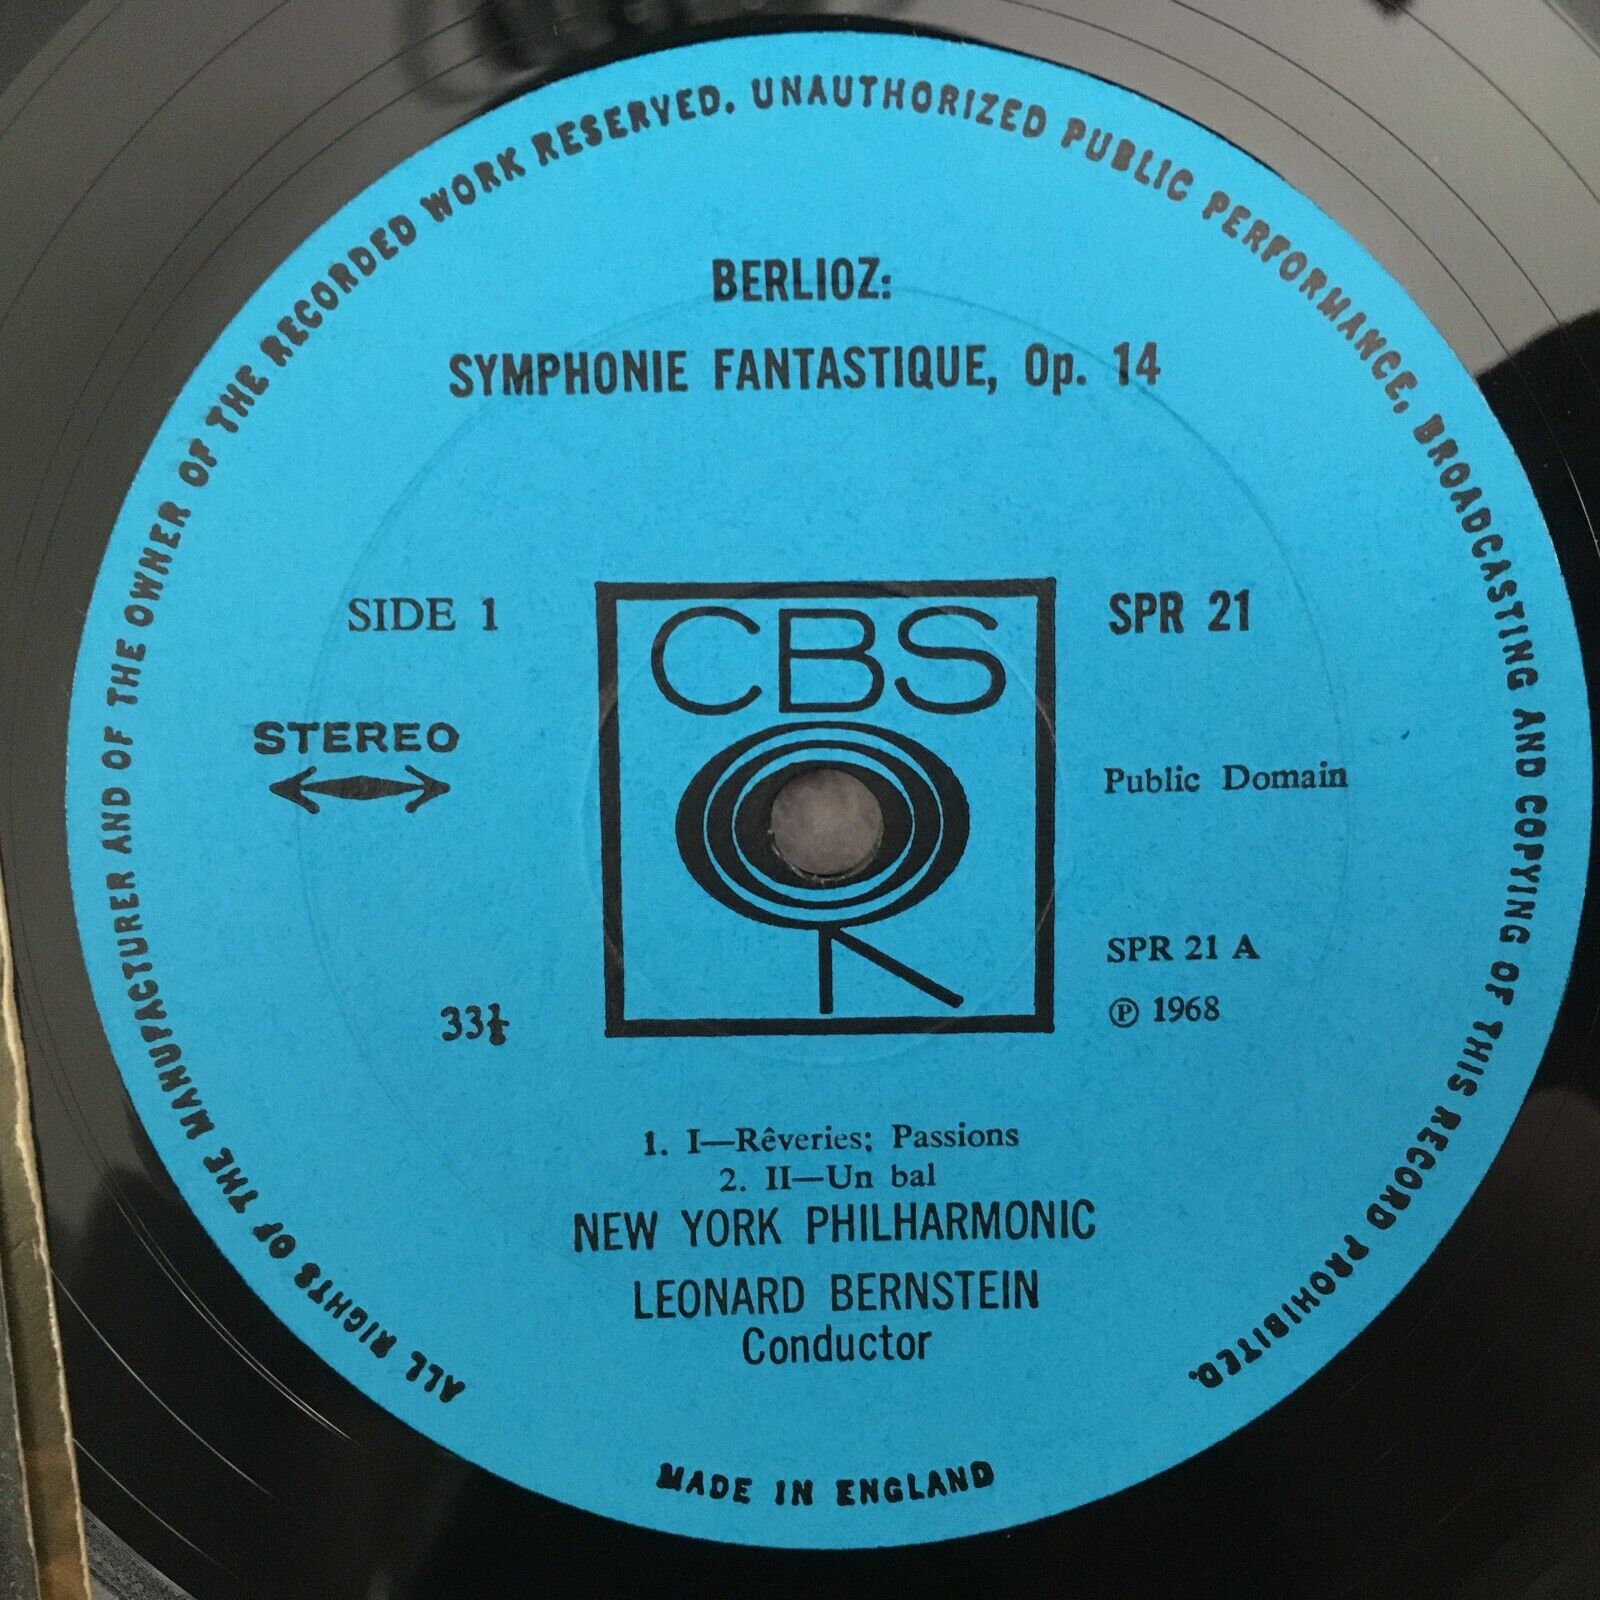 ALL RIGHTS OF THE MANUFACTURER AND OF THE OWNER OF THE RECORDED WORK RESERVED. UNAUTHORIZED PUBLIC PERFORMANCE, BROADCASTING AND COPYING OF THIS RECORD PROHIBITED.
BERLIOZ:
SYMPHONIE FANTASTIQUE, Op. 14
SIDE 1
CBS
SPR 21
STEREO
Public Domain
SPR 21 A
33⅓
℗ 1968
1. I—Rêveries; Passions
2. II—Un bal
NEW YORK PHILHARMONIC
LEONARD BERNSTEIN
Conductor
MADE IN ENGLAND